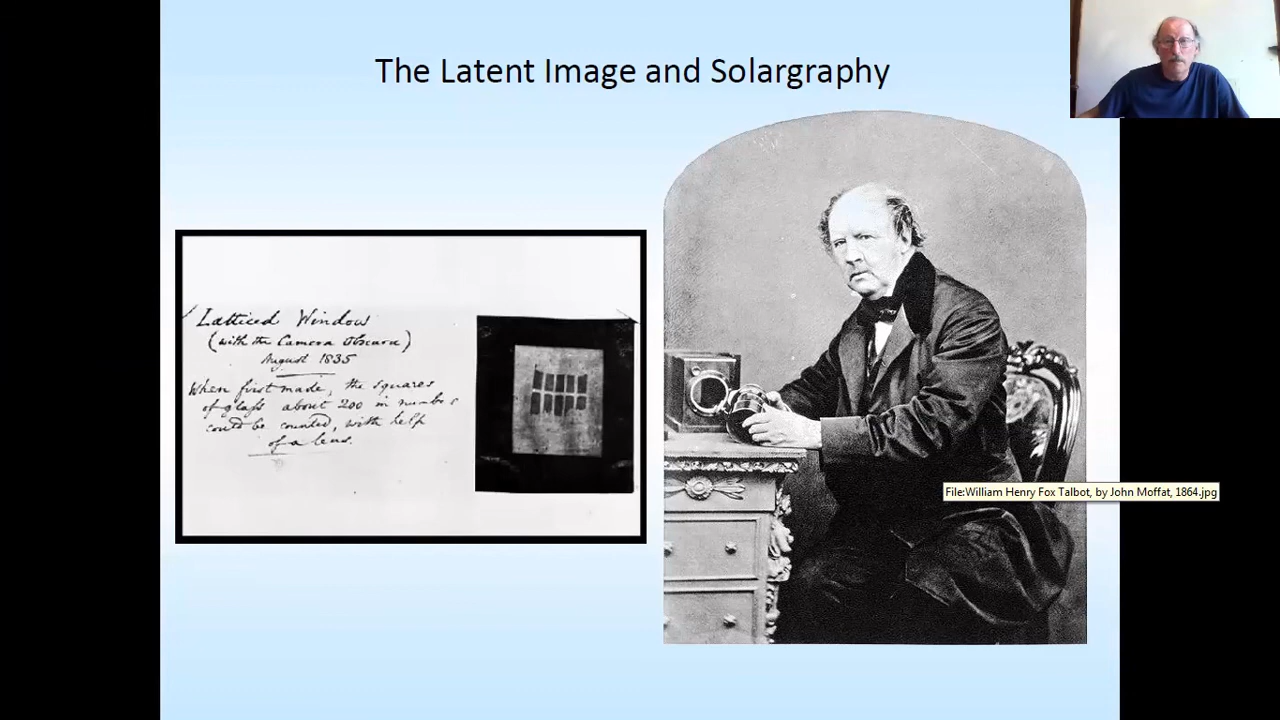 The Latent Image and Solargraphy
Latticed Window
(with the Camera Obscura)
August 1835
When first made, the squares
of glass about 200 in number
could be counted, with help
of a lens.
File:William Henry Fox Talbot, by John Moffat, 1864.jpg